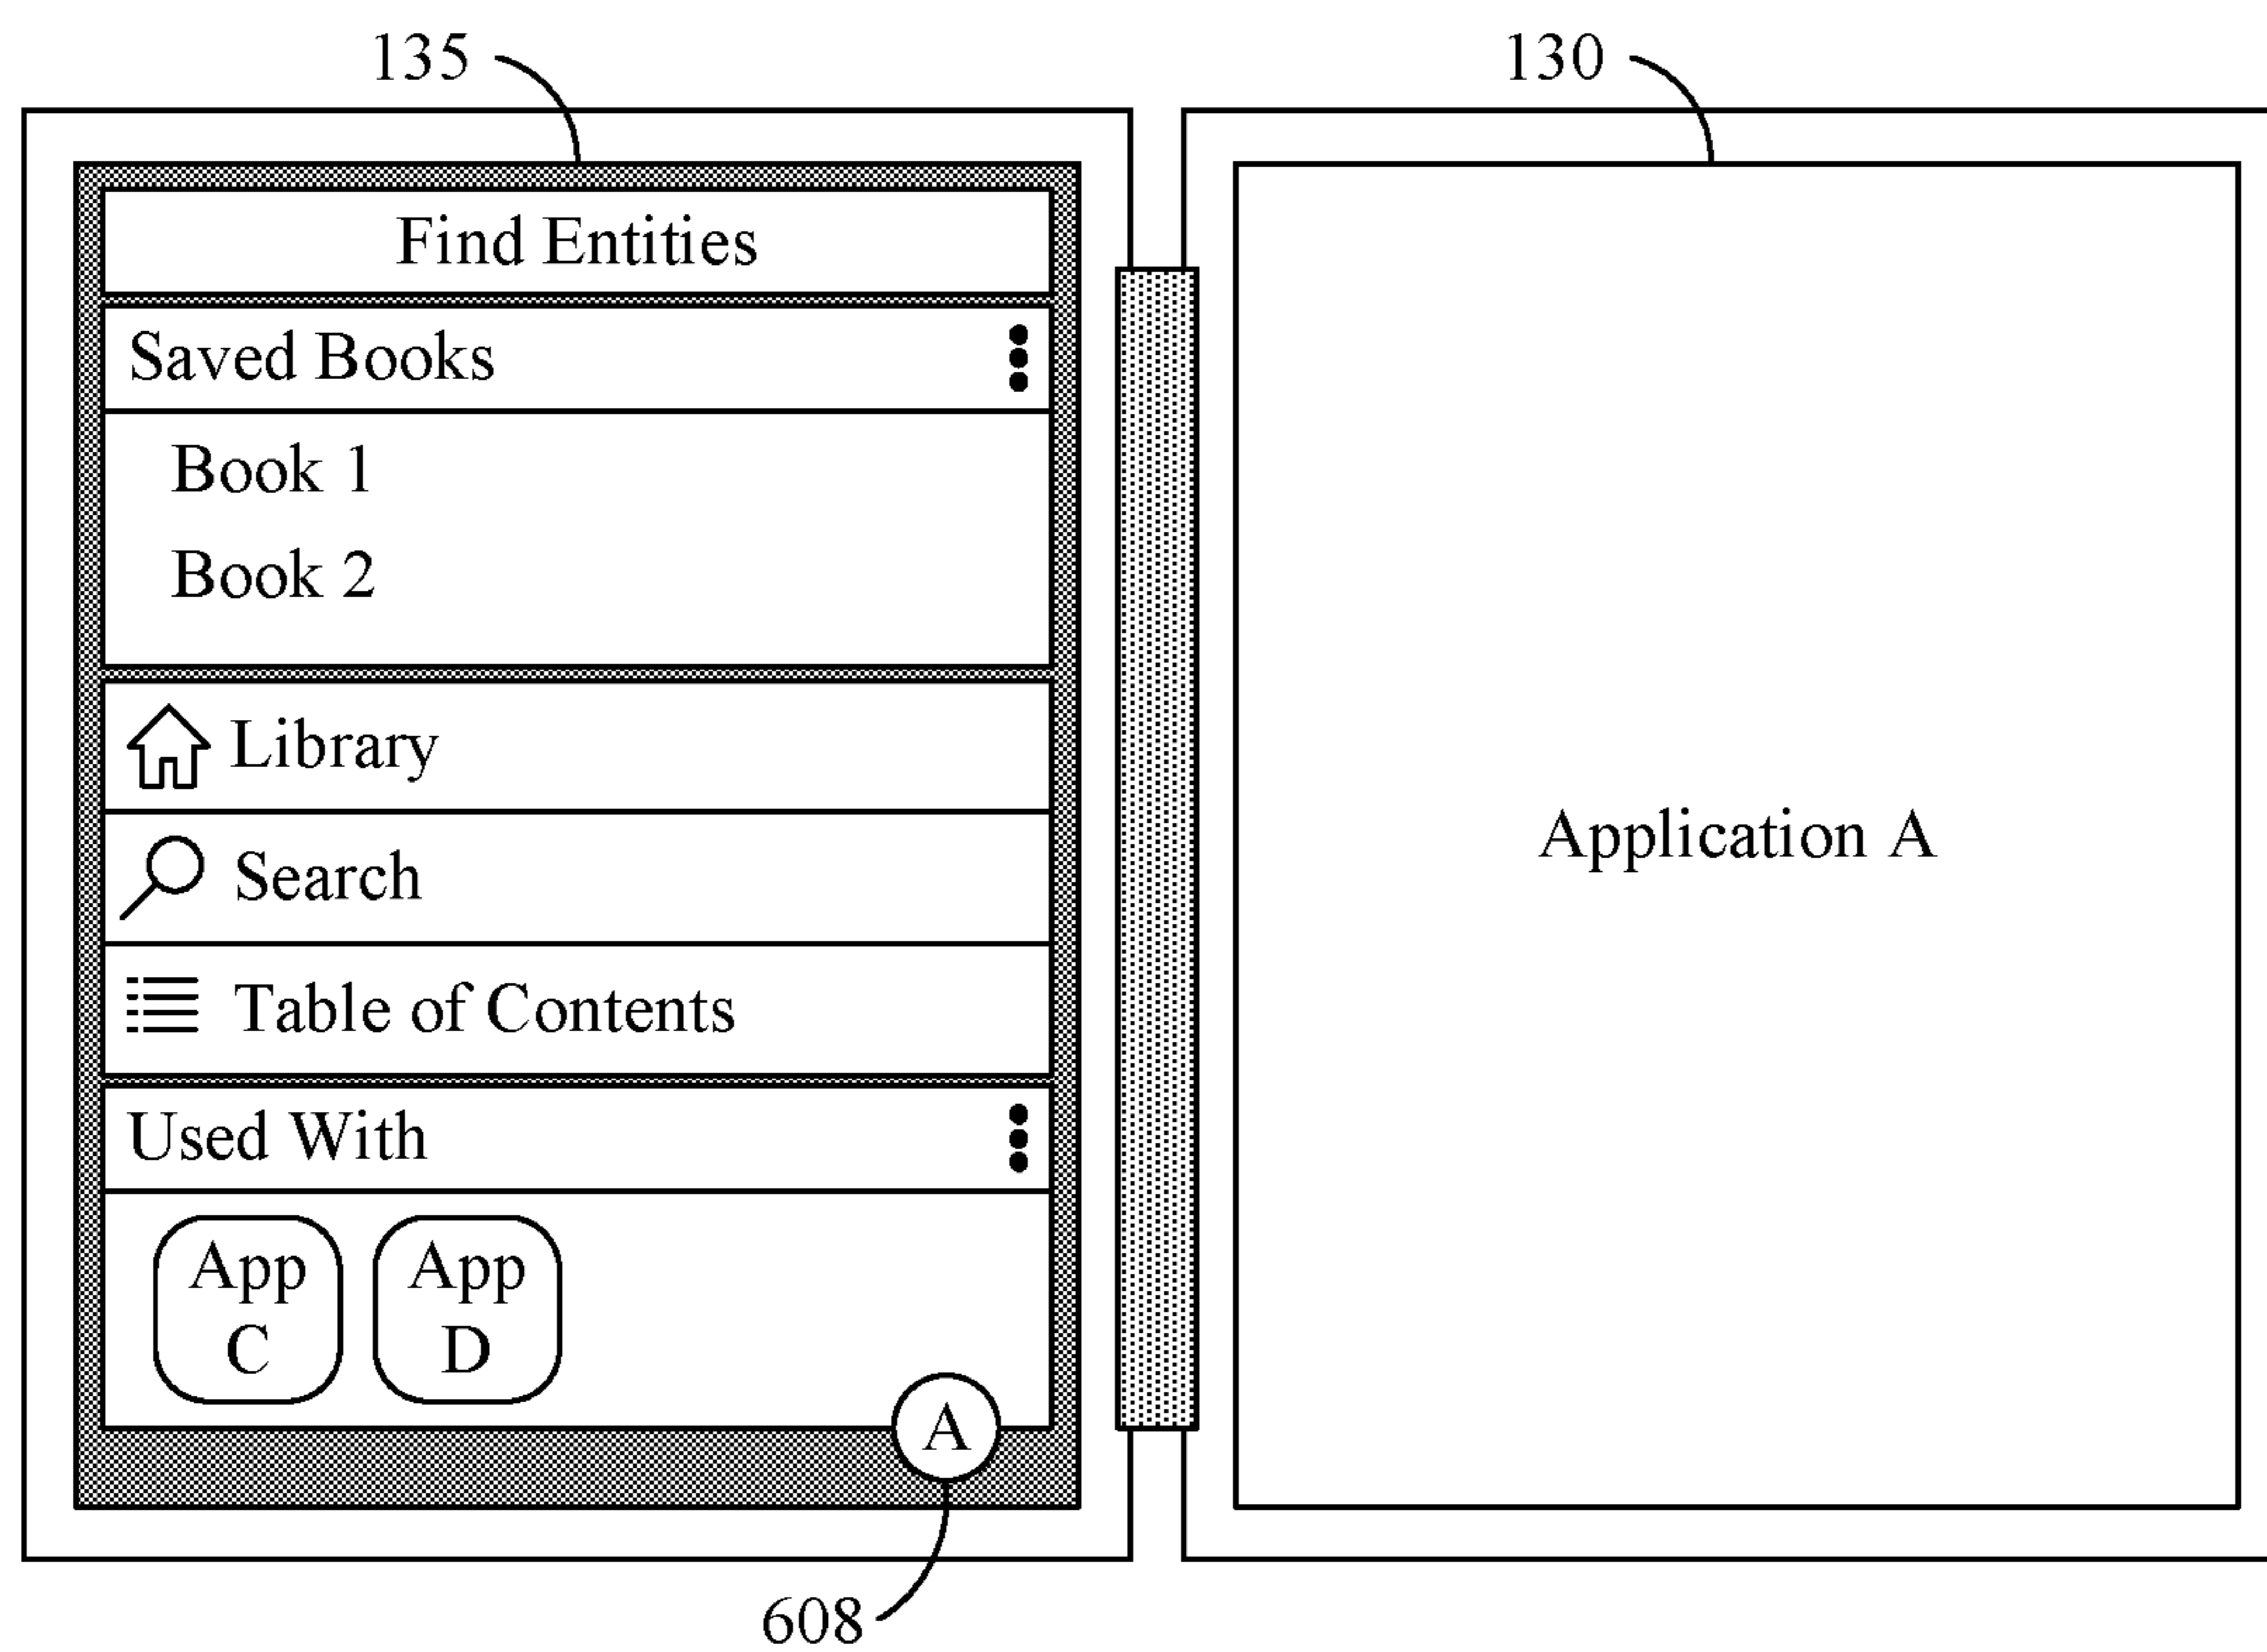 135
130
Find Entities
Saved Books
Book 1
Book 2
Library
Search
Table of Contents
Used With
App
C
App
D
A
Application A
608